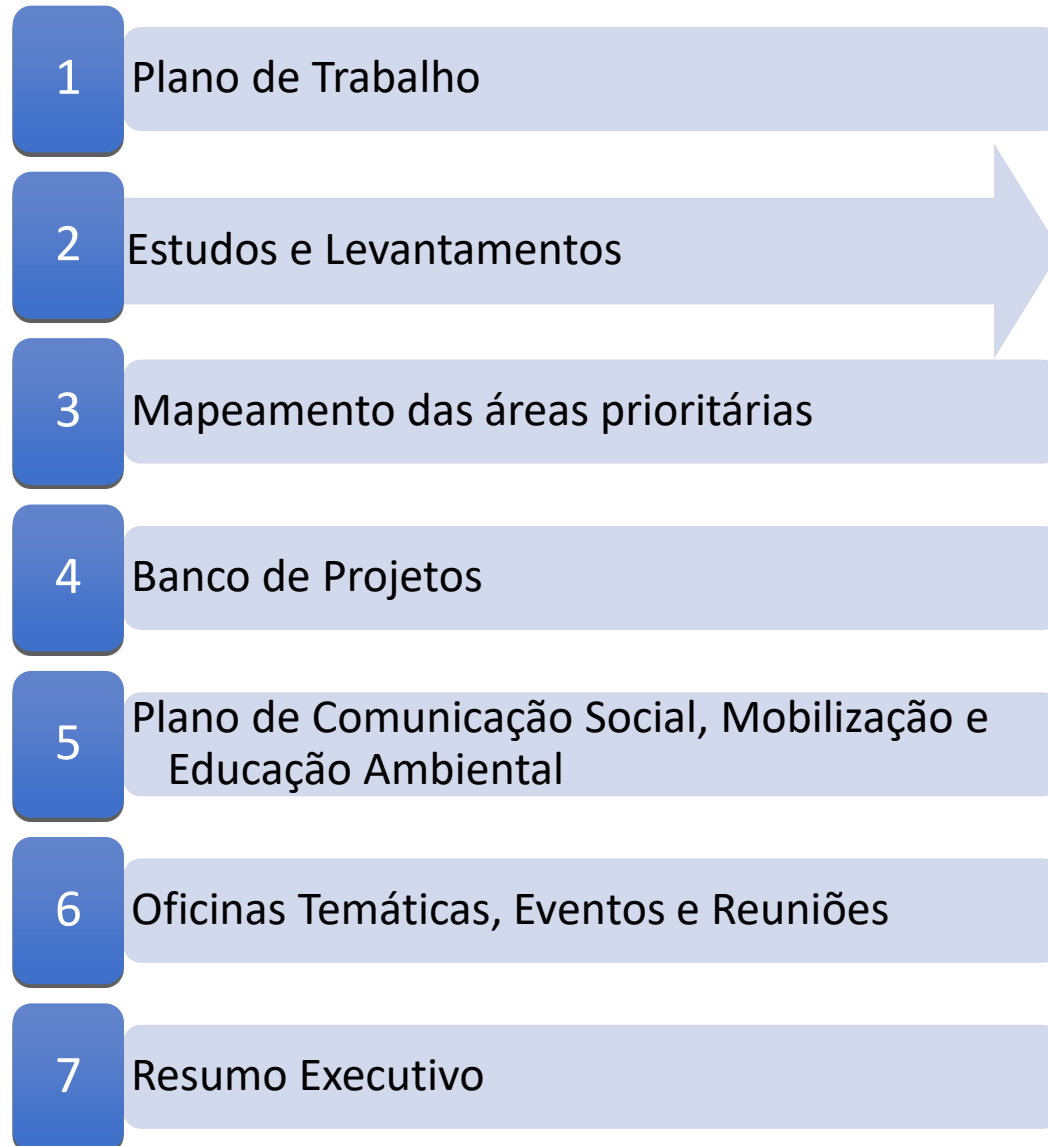 1 Plano de Trabalho
2 Estudos e Levantamentos
3 Mapeamento das áreas prioritárias
4 Banco de Projetos
5 Plano de Comunicação Social, Mobilização e
Educação Ambiental
6 Oficinas Temáticas, Eventos e Reuniões
7 Resumo Executivo